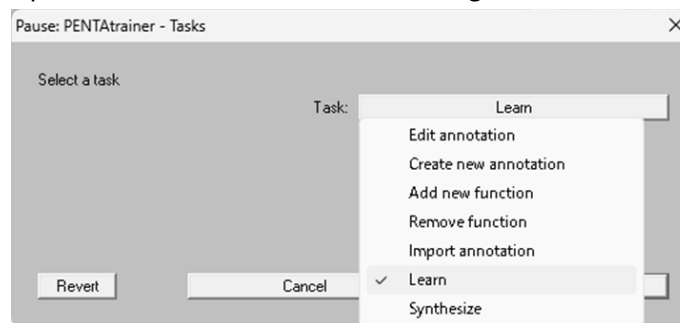 Pause: PENTAtrainer - Tasks
Select a task
Task: Learn
Edit annotation
Create new annotation
Add new function
Remove function
Import annotation
Learn
Synthesize
Revert Cancel